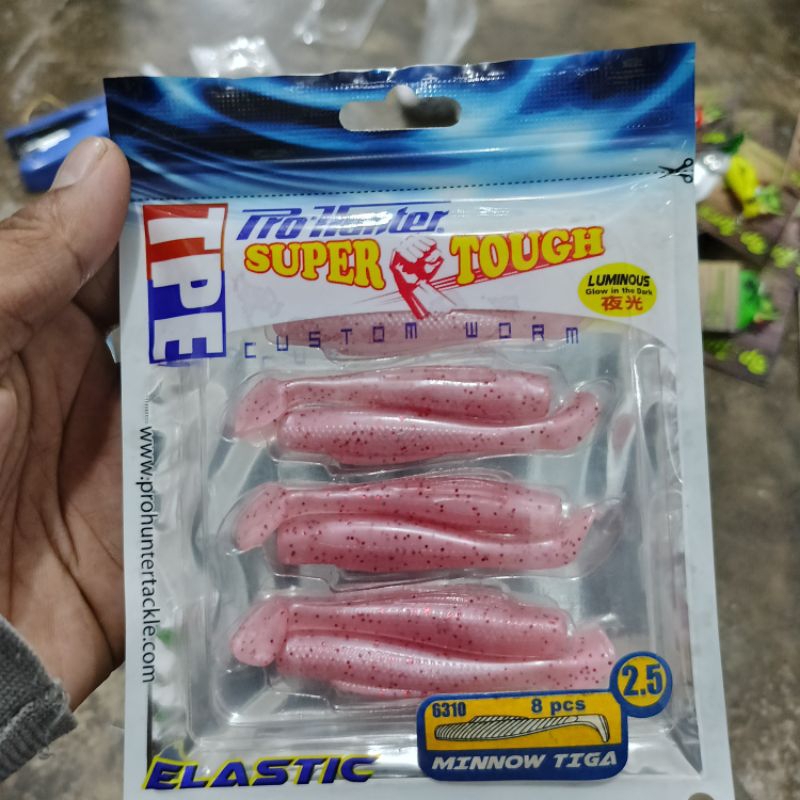 TPE
Pro Hunter
SUPER TOUGH
LUMINOUS
Glow in the Dark
夜光
CUSTOM WORM
www.prohuntertackle.com
2.5
6310 8 pcs
MINNOW TIGA
ELASTIC